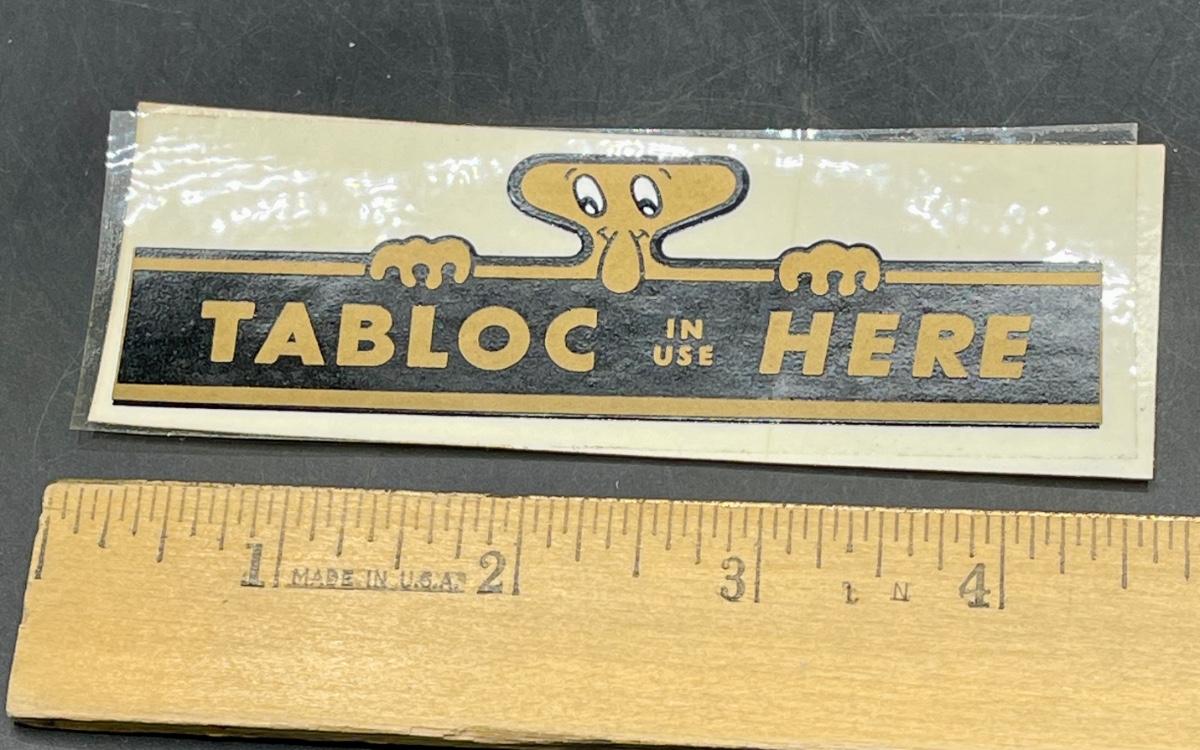 TABLOC IN USE HERE
1 MADE IN U.S.A. 2 3 4